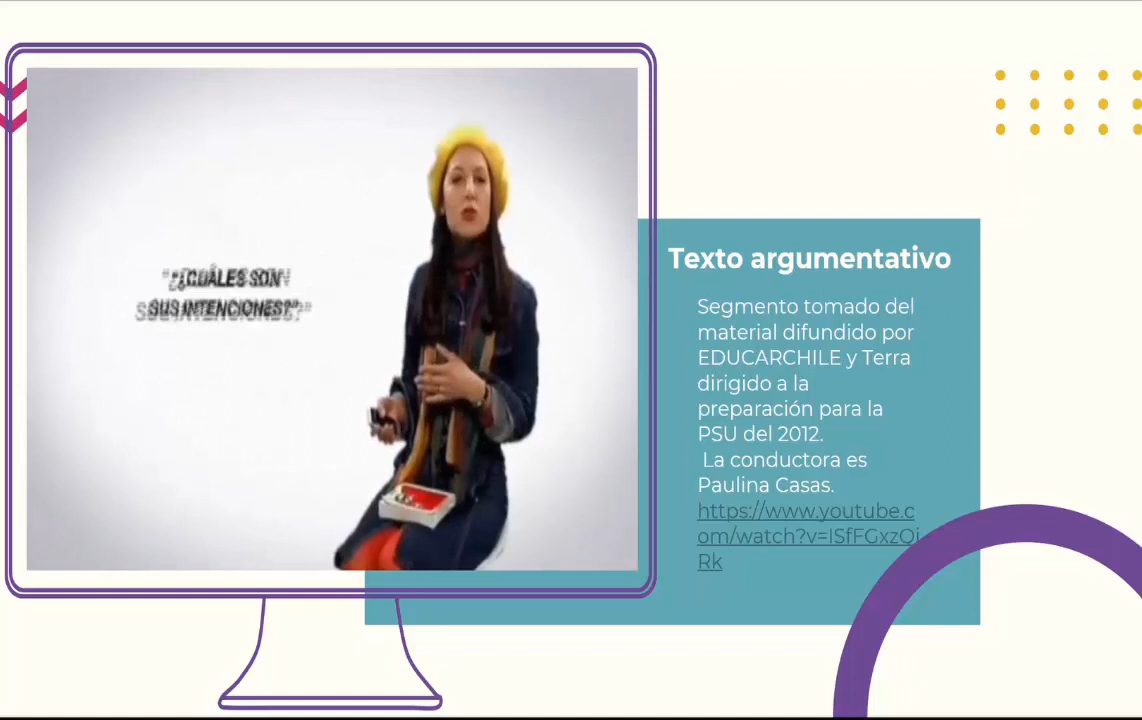 "¿CUÁLES SON
SUS INTENCIONES?"
Texto argumentativo
Segmento tomado del
material difundido por
EDUCARCHILE y Terra
dirigido a la
preparación para la
PSU del 2012.
La conductora es
Paulina Casas.
https://www.youtube.c
om/watch?v=ISfFGxzOj
Rk